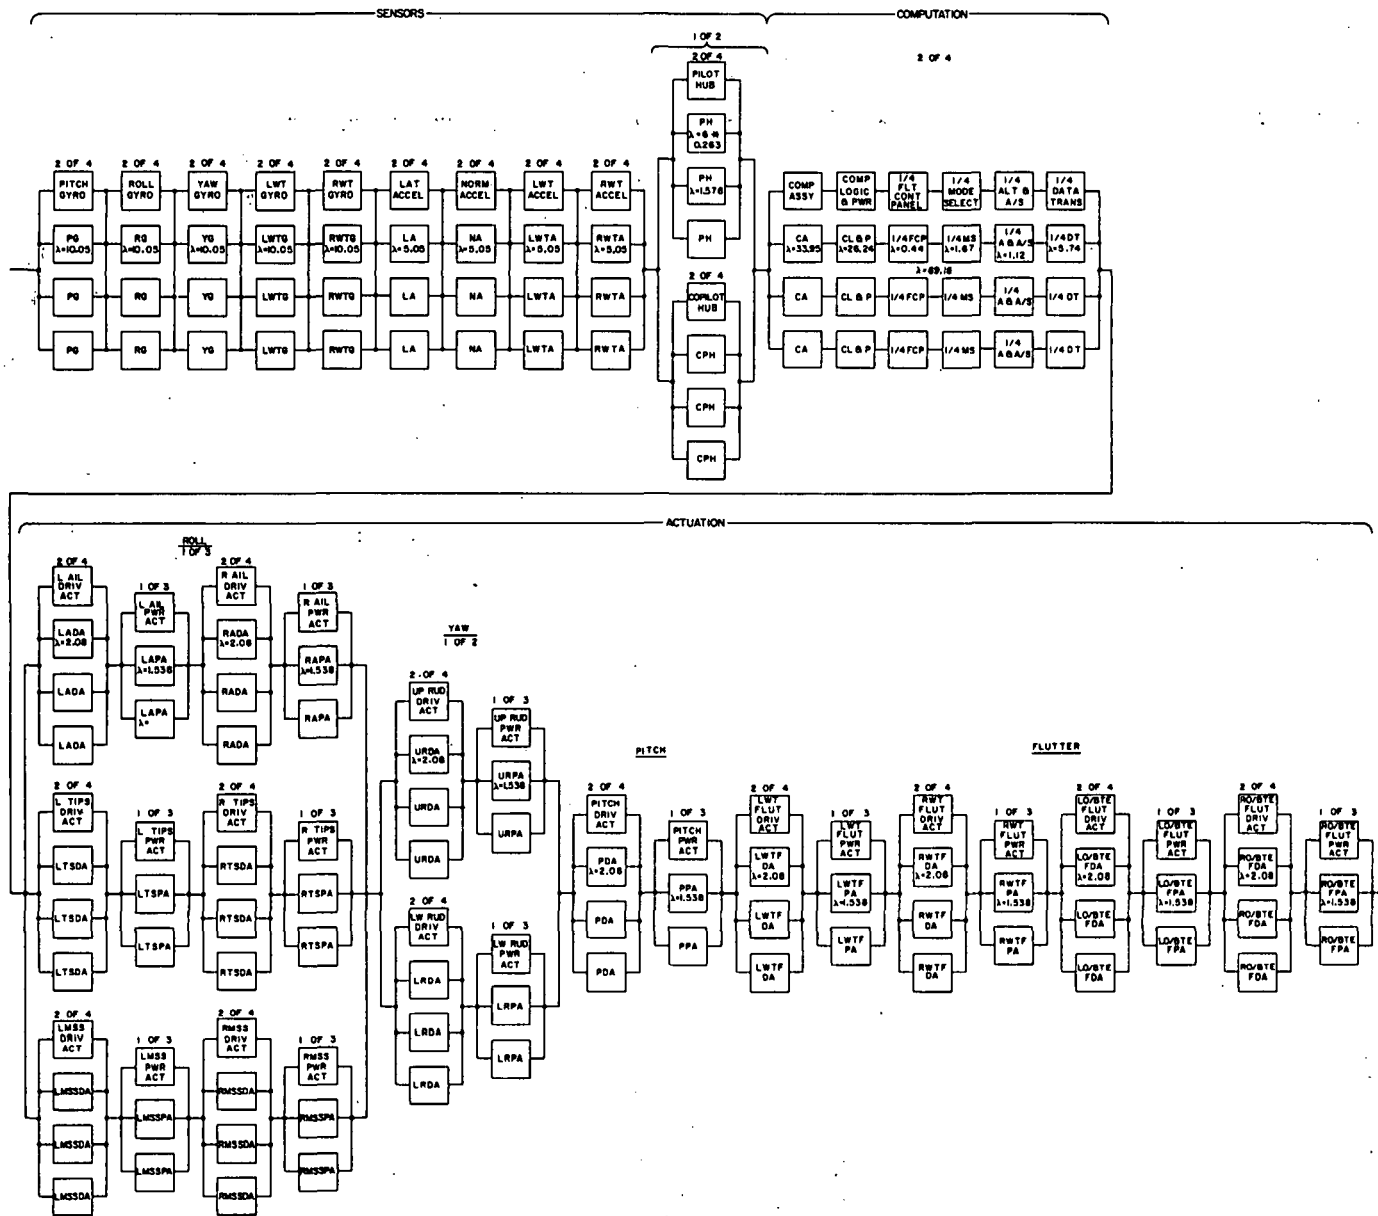 SENSORS
COMPUTATION
1 OF 2
2 OF 4
2 OF 4
PILOT
HUB
PH
λ=6 *
0.263
PH
λ=1.578
PH
2 OF 4
COPILOT
HUB
CPH
CPH
CPH
2 OF 4
2 OF 4
2 OF 4
2 OF 4
2 OF 4
2 OF 4
2 OF 4
2 OF 4
2 OF 4
PITCH
GYRO
ROLL
GYRO
YAW
GYRO
LWT
GYRO
RWT
GYRO
LAT
ACCEL
NORM
ACCEL
LWT
ACCEL
RWT
ACCEL
PG
λ=10.05
RG
λ=10.05
YG
λ=10.05
LWTG
λ=10.05
RWTG
λ=10.05
LA
λ=5.05
NA
λ=5.05
LWTA
λ=5.05
RWTA
λ=5.05
PG
RG
YG
LWTG
RWTG
LA
NA
LWTA
RWTA
PG
RG
YG
LWTG
RWTG
LA
NA
LWTA
RWTA
COMP
ASSY
COMP
LOGIC
& PWR
1/4
FLT
CONT
PANEL
1/4
MODE
SELECT
1/4
ALT &
A/S
1/4
DATA
TRANS
CA
λ=33.95
CL & P
λ=26.24
1/4 FCP
λ=0.44
1/4 MS
λ=1.67
1/4
A & A/S
λ=1.12
1/4 DT
λ=5.74
λ=69.16
CA
CL & P
1/4 FCP
1/4 MS
1/4
A & A/S
1/4 DT
CA
CL & P
1/4 FCP
1/4 MS
1/4
A & A/S
1/4 DT
ACTUATION
ROLL
1 OF 3
2 OF 4
L AIL
DRIV
ACT
LADA
λ=2.08
LADA
LADA
1 OF 3
L AIL
PWR
ACT
LAPA
λ=1.538
LAPA
λ=
2 OF 4
R AIL
DRIV
ACT
RADA
λ=2.08
RADA
RADA
1 OF 3
R AIL
PWR
ACT
RAPA
λ=1.538
RAPA
2 OF 4
L TIPS
DRIV
ACT
LTSDA
LTSDA
LTSDA
1 OF 3
L TIPS
PWR
ACT
LTSPA
LTSPA
2 OF 4
R TIPS
DRIV
ACT
RTSDA
RTSDA
RTSDA
1 OF 3
R TIPS
PWR
ACT
RTSPA
RTSPA
2 OF 4
LMSS
DRIV
ACT
LMSSDA
LMSSDA
LMSSDA
1 OF 3
LMSS
PWR
ACT
LMSSPA
LMSSPA
2 OF 4
RMSS
DRIV
ACT
RMSSDA
RMSSDA
RMSSDA
1 OF 3
RMSS
PWR
ACT
RMSSPA
RMSSPA
YAW
1 OF 2
2 OF 4
UP RUD
DRIV
ACT
URDA
λ=2.08
URDA
URDA
1 OF 3
UP RUD
PWR
ACT
URPA
λ=1.538
URPA
2 OF 4
LW RUD
DRIV
ACT
LRDA
LRDA
LRDA
1 OF 3
LW RUD
PWR
ACT
LRPA
LRPA
PITCH
2 OF 4
PITCH
DRIV
ACT
PDA
λ=2.08
PDA
PDA
1 OF 3
PITCH
PWR
ACT
PPA
λ=1.538
PPA
FLUTTER
2 OF 4
LWT
FLUT
DRIV
ACT
LWTF
DA
λ=2.08
LWTF
DA
LWTF
DA
1 OF 3
LWT
FLUT
PWR
ACT
LWTF
PA
λ=1.538
LWTF
PA
2 OF 4
RWT
FLUT
DRIV
ACT
RWTF
DA
λ=2.08
RWTF
DA
RWTF
DA
1 OF 3
RWT
FLUT
PWR
ACT
RWTF
PA
λ=1.538
RWTF
PA
2 OF 4
LO/BTE
FLUT
DRIV
ACT
LO/BTE
FDA
λ=2.08
LO/BTE
FDA
LO/BTE
FDA
1 OF 3
LO/BTE
FLUT
PWR
ACT
LO/BTE
FPA
λ=1.538
LO/BTE
FPA
2 OF 4
RO/BTE
FLUT
DRIV
ACT
RO/BTE
FDA
λ=2.08
RO/BTE
FDA
RO/BTE
FDA
1 OF 3
RO/BTE
FLUT
PWR
ACT
RO/BTE
FPA
λ=1.538
RO/BTE
FPA